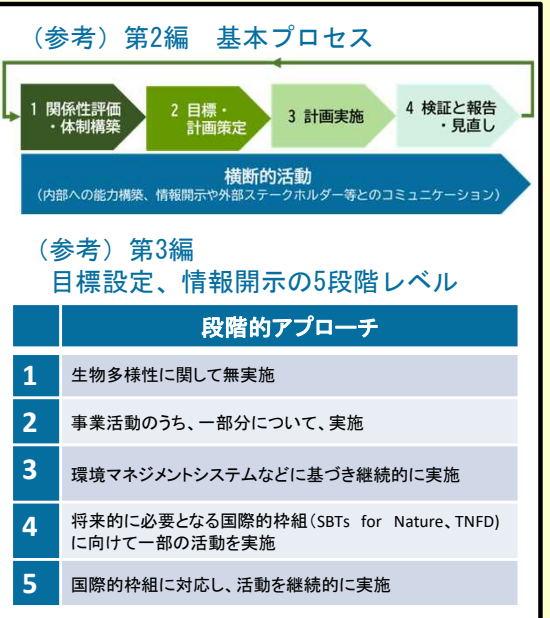 （参考）第2編　基本プロセス
1 関係性評価
・体制構築
2 目標・
計画策定
3 計画実施
4 検証と報告
・見直し
横断的活動
（内部への能力構築、情報開示や外部ステークホルダー等とのコミュニケーション）
（参考）第3編
目標設定、情報開示の5段階レベル
段階的アプローチ
1 生物多様性に関して無実施
2 事業活動のうち、一部分について、実施
3 環境マネジメントシステムなどに基づき継続的に実施
4 将来的に必要となる国際的枠組（SBTs for Nature、TNFD）
に向けて一部の活動を実施
5 国際的枠組に対応し、活動を継続的に実施